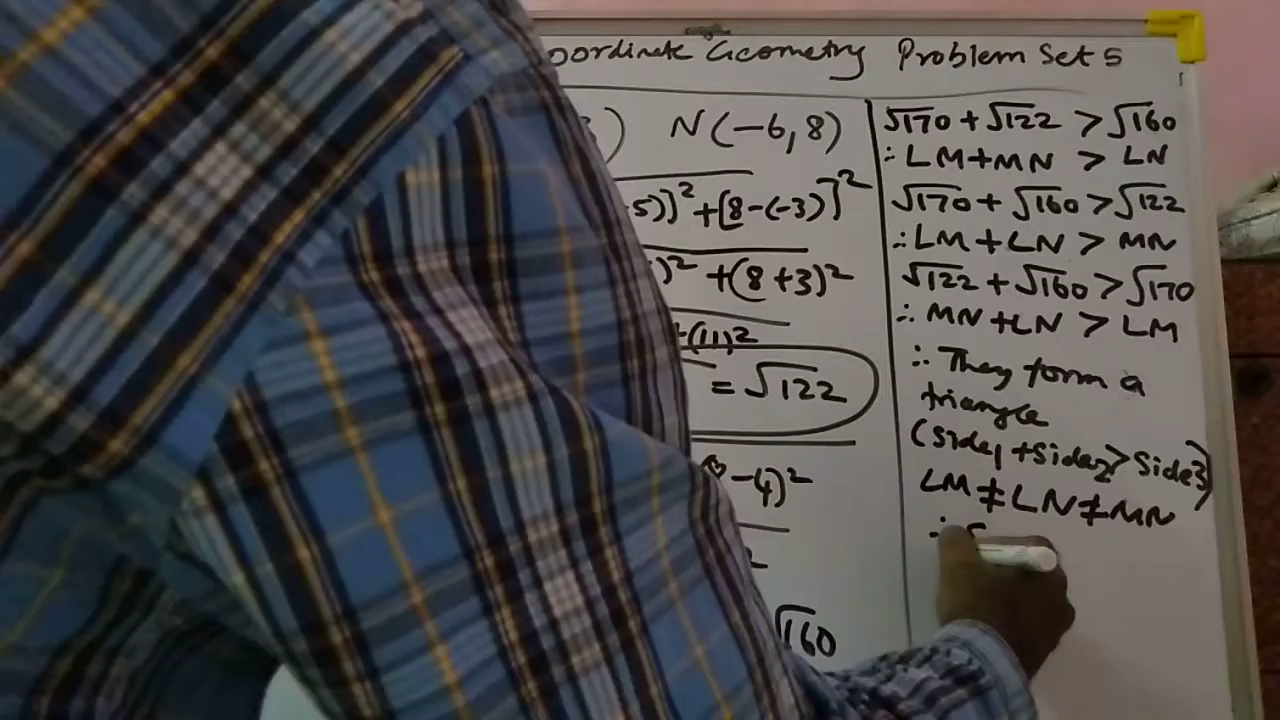 oordinate Geometry Problem Set 5
) N(-6, 8)
5)]² + [8-(-3)]²
)² + (8+3)²
+(11)²
= √122
-4)²
2
√160
√170 + √122 > √160
∴ LM+MN > LN
√170 + √160 > √122
∴ LM + LN > MN
√122 + √160 > √170
∴ MN + LN > LM
∴ They form a
triangle
(Side1 + Side2 > Side3)
LM ≠ LN ≠ MN
∴